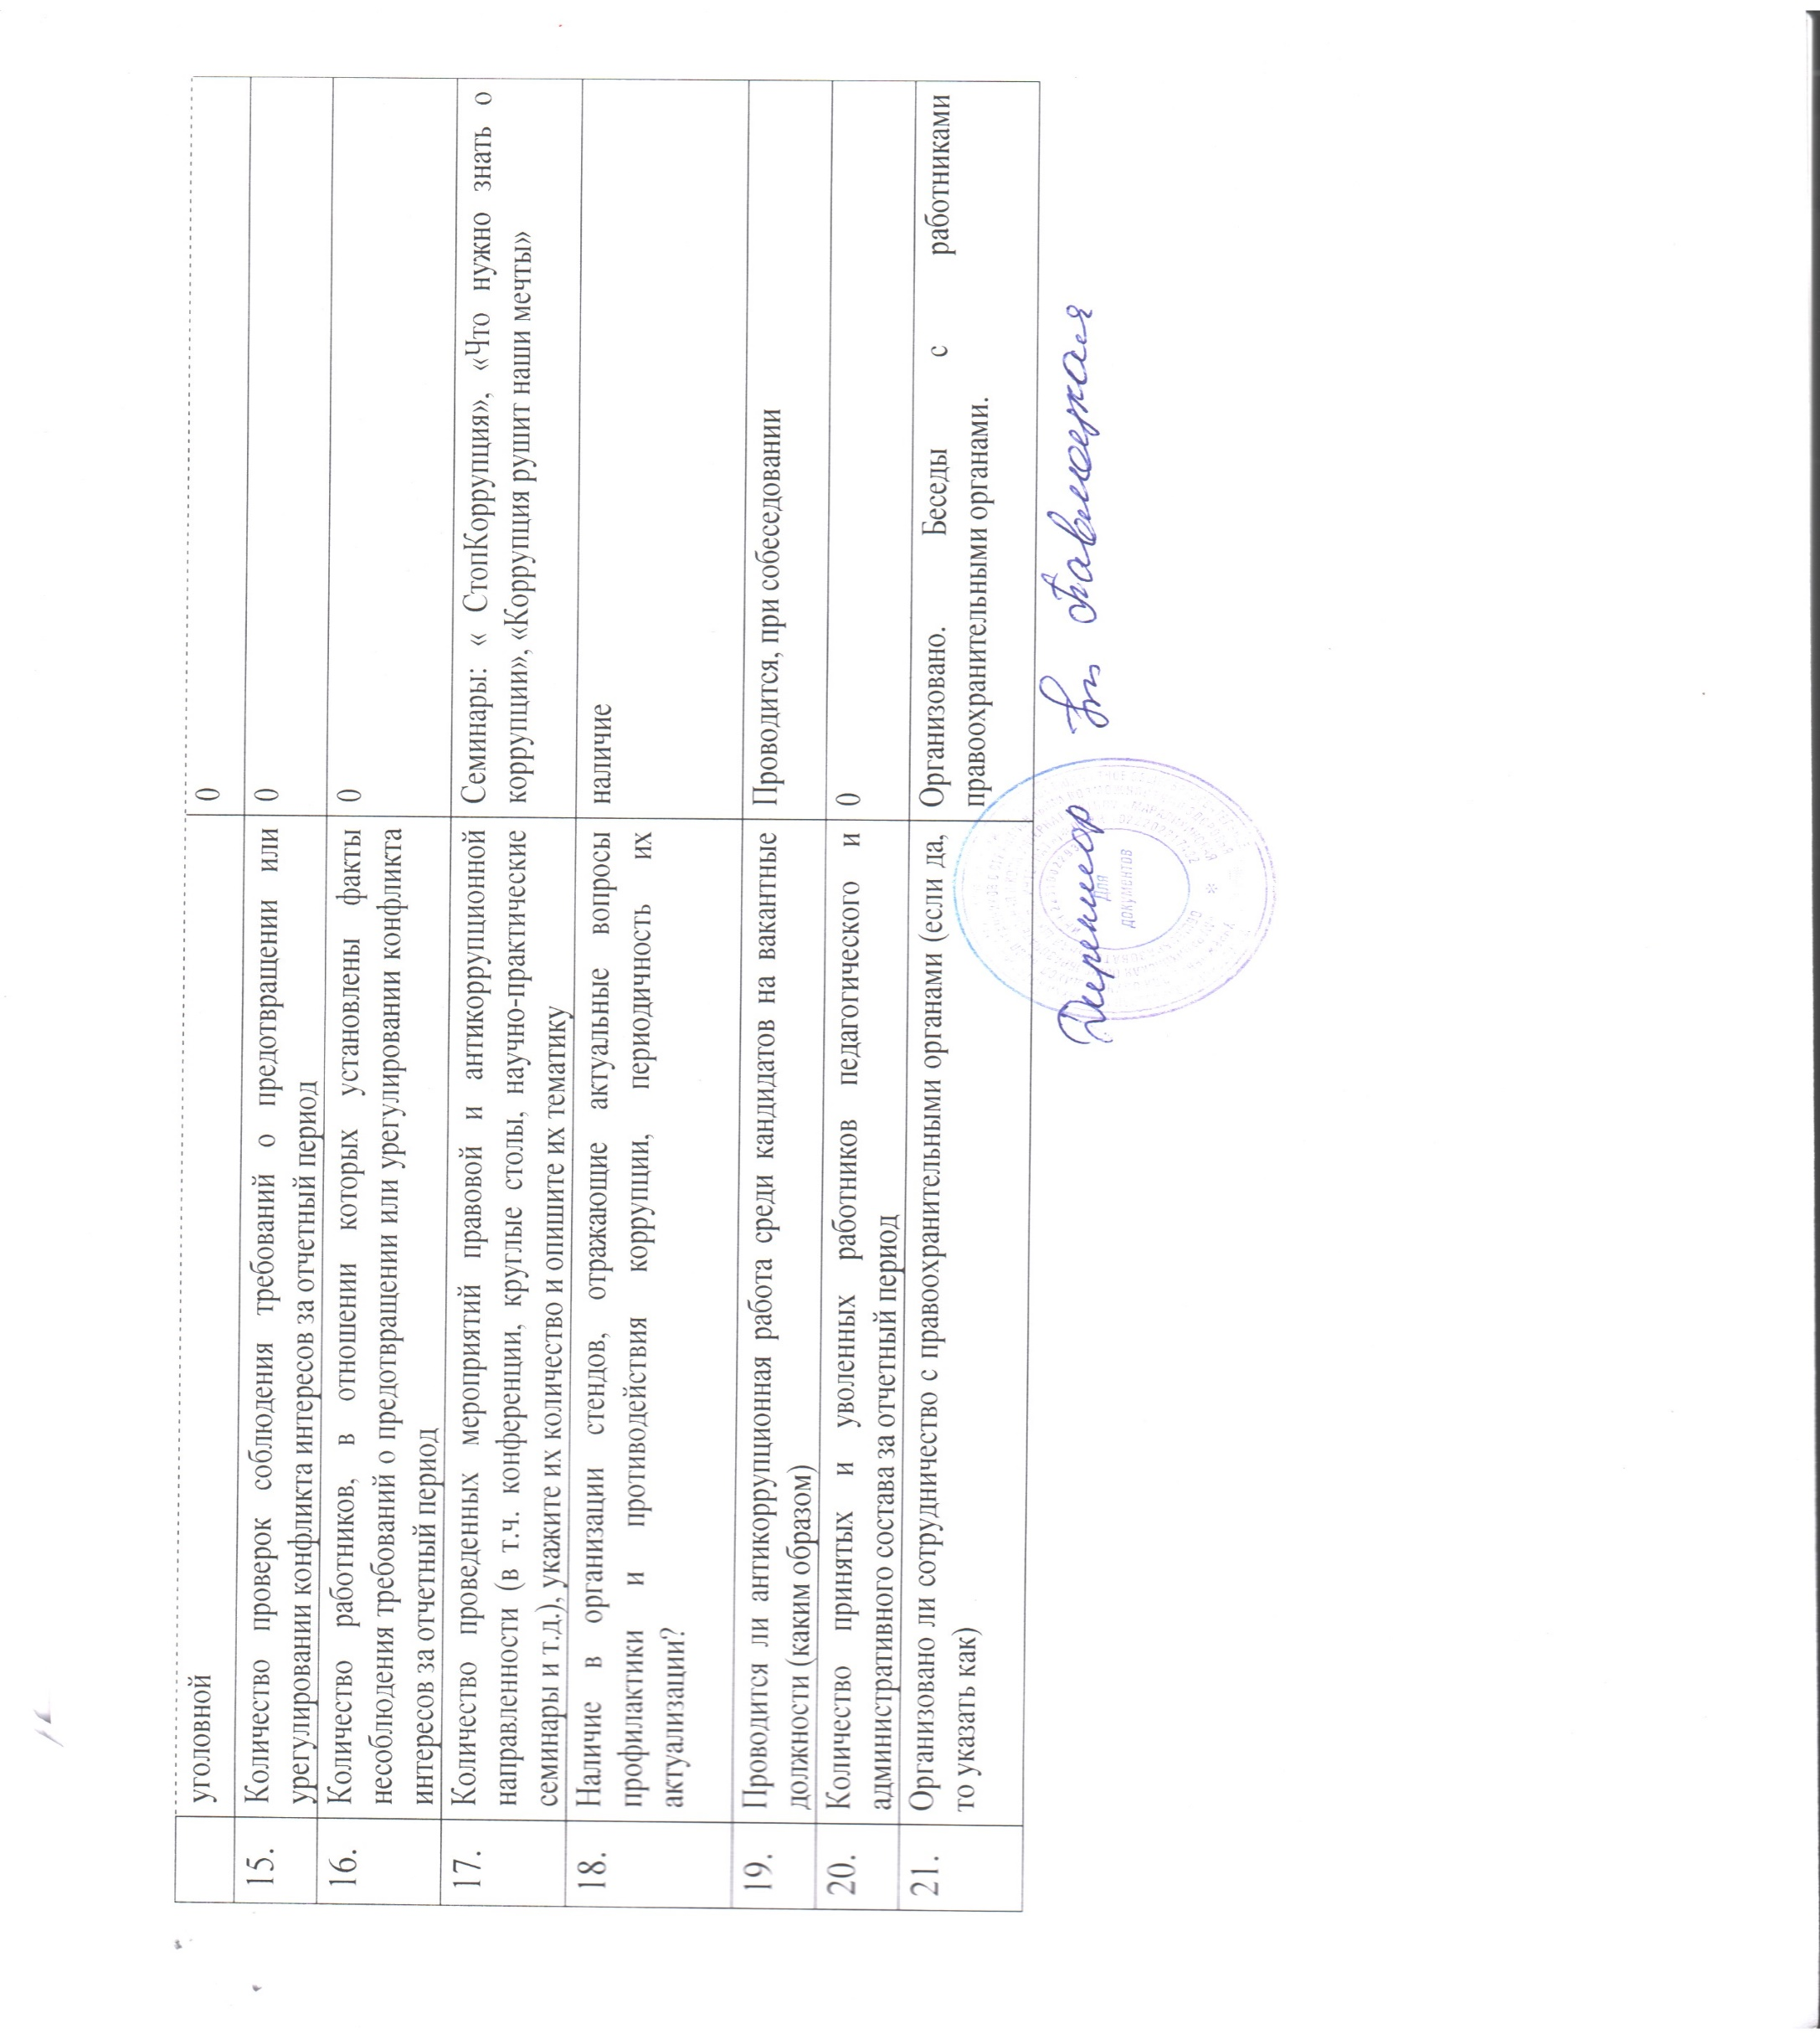 уголовной
0
15.
Количество проверок соблюдения требований о предотвращении или
урегулировании конфликта интересов за отчетный период
0
16.
Количество работников, в отношении которых установлены факты
несоблюдения требований о предотвращении или урегулировании конфликта
интересов за отчетный период
0
17.
Количество проведенных мероприятий правовой и антикоррупционной
направленности (в т.ч. конференции, круглые столы, научно-практические
семинары и т.д.), укажите их количество и опишите их тематику
Семинары: « СтопКоррупция», «Что нужно знать о
коррупции», «Коррупция рушит наши мечты»
18.
Наличие в организации стендов, отражающие актуальные вопросы
профилактики и противодействия коррупции, периодичность их
актуализации?
наличие
19.
Проводится ли антикоррупционная работа среди кандидатов на вакантные
должности (каким образом)
Проводится, при собеседовании
20.
Количество принятых и уволенных работников педагогического и
административного состава за отчетный период
0
21.
Организовано ли сотрудничество с правоохранительными органами (если да,
то указать как)
Организовано. Беседы с работниками
правоохранительными органами.
Директор
Для
документов